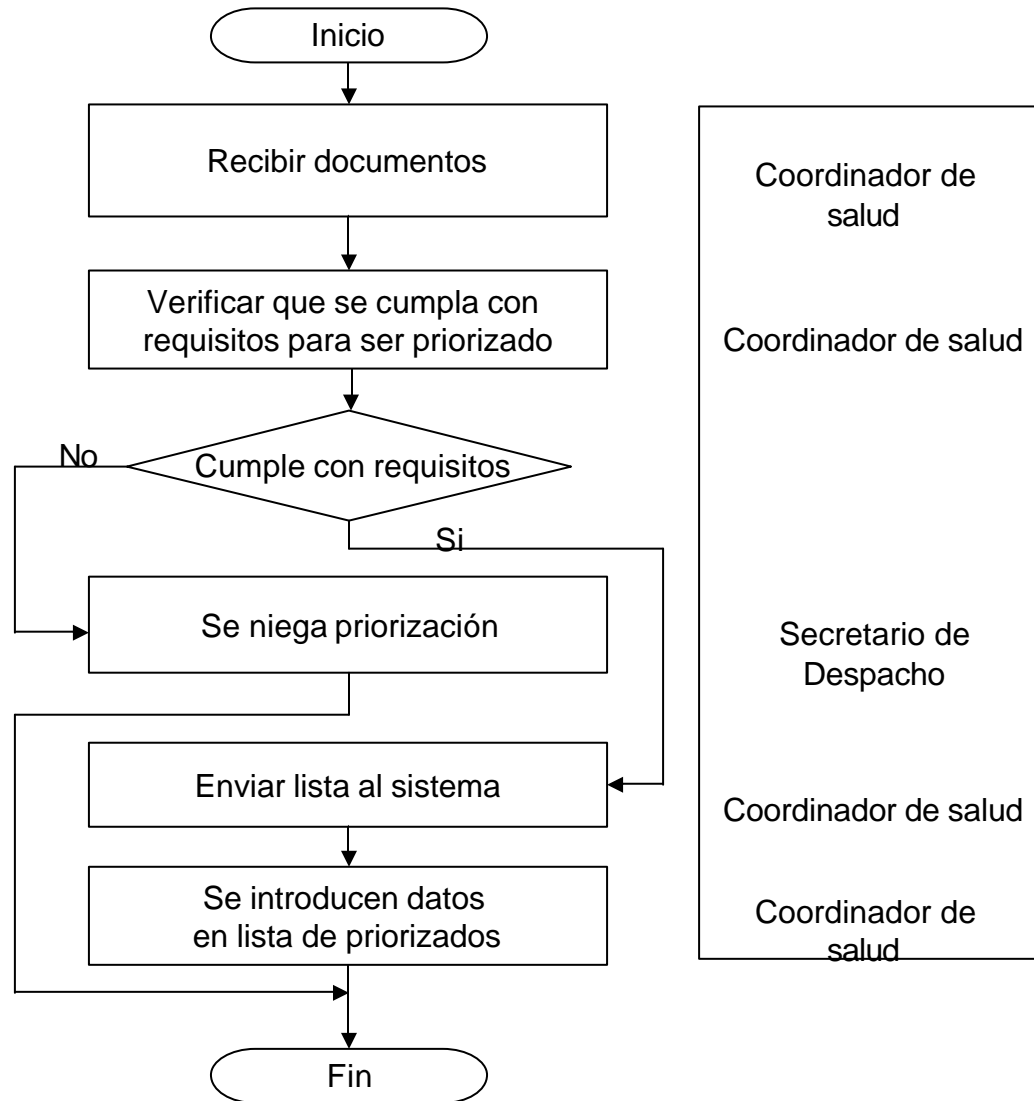 Inicio
Recibir documentos
Coordinador de
salud
Verificar que se cumpla con
requisitos para ser priorizado
Coordinador de salud
No
Cumple con requisitos
Si
Se niega priorización
Secretario de
Despacho
Enviar lista al sistema
Coordinador de salud
Se introducen datos
en lista de priorizados
Coordinador de
salud
Fin